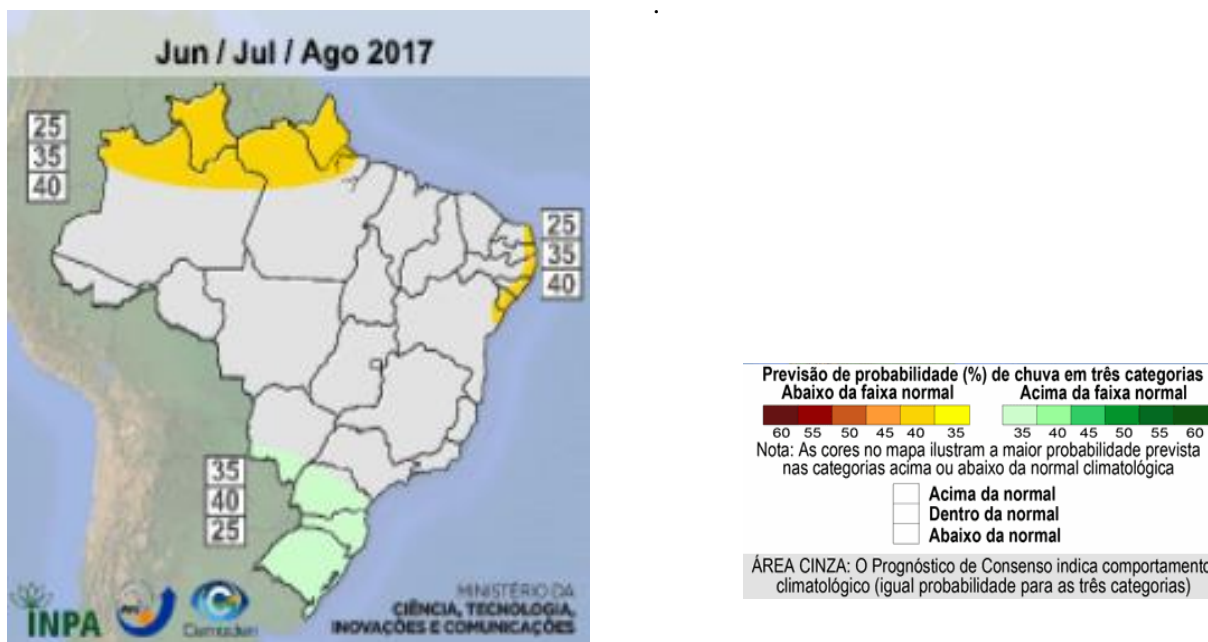 Jun / Jul / Ago 2017
25
35
40
25
35
40
35
40
25
INPA
Cemaden
MINISTÉRIO DA
CIÊNCIA, TECNOLOGIA,
INOVAÇÕES E COMUNICAÇÕES
.
Previsão de probabilidade (%) de chuva em três categorias
Abaixo da faixa normal Acima da faixa normal
60 55 50 45 40 35 35 40 45 50 55 60
Nota: As cores no mapa ilustram a maior probabilidade prevista
nas categorias acima ou abaixo da normal climatológica
Acima da normal
Dentro da normal
Abaixo da normal
ÁREA CINZA: O Prognóstico de Consenso indica comportamento
climatológico (igual probabilidade para as três categorias)